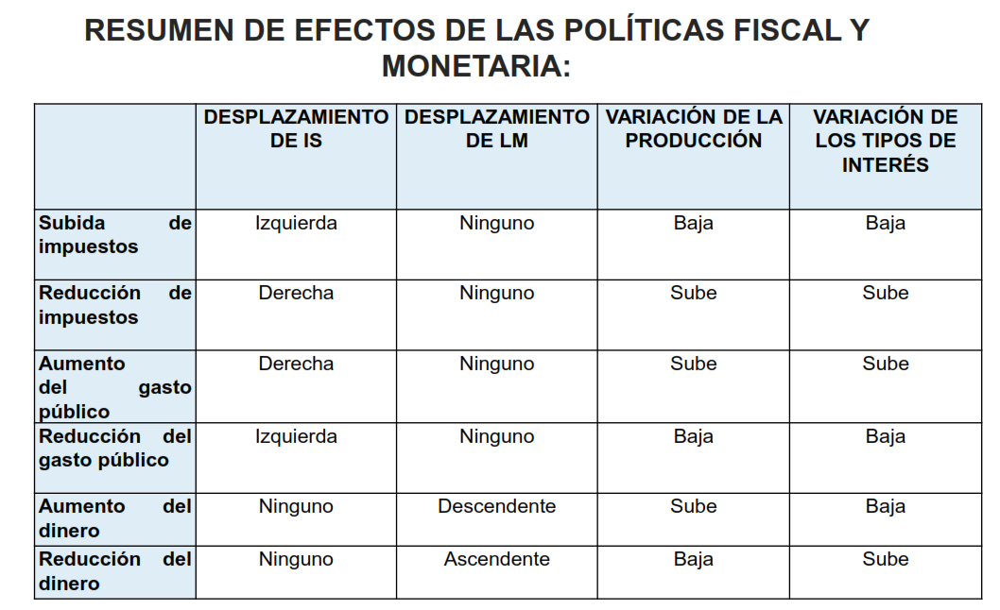 RESUMEN DE EFECTOS DE LAS POLÍTICAS FISCAL Y
MONETARIA:
DESPLAZAMIENTO
DE IS
DESPLAZAMIENTO
DE LM
VARIACIÓN DE LA
PRODUCCIÓN
VARIACIÓN DE
LOS TIPOS DE
INTERÉS
Subida de
impuestos
Izquierda
Ninguno
Baja
Baja
Reducción de
impuestos
Derecha
Ninguno
Sube
Sube
Aumento
del gasto
público
Derecha
Ninguno
Sube
Sube
Reducción del
gasto público
Izquierda
Ninguno
Baja
Baja
Aumento del
dinero
Ninguno
Descendente
Sube
Baja
Reducción del
dinero
Ninguno
Ascendente
Baja
Sube